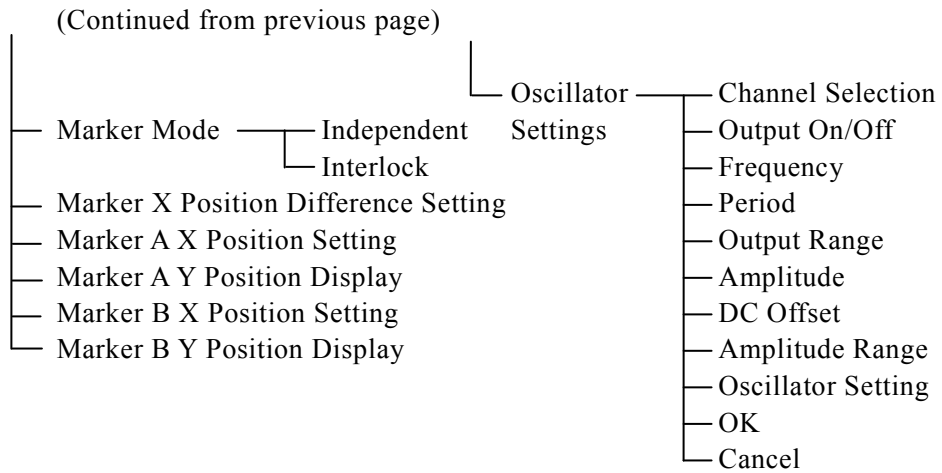 (Continued from previous page)
Marker Mode
Independent
Interlock
Marker X Position Difference Setting
Marker A X Position Setting
Marker A Y Position Display
Marker B X Position Setting
Marker B Y Position Display
Oscillator
Settings
Channel Selection
Output On/Off
Frequency
Period
Output Range
Amplitude
DC Offset
Amplitude Range
Oscillator Setting
OK
Cancel